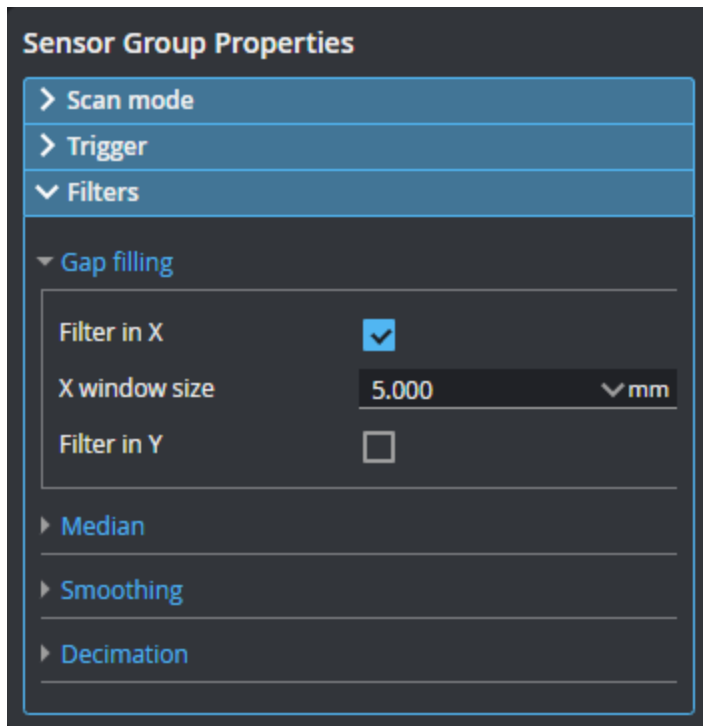 Sensor Group Properties
Scan mode
Trigger
Filters
Gap filling
Filter in X
X window size 5.000 mm
Filter in Y
Median
Smoothing
Decimation